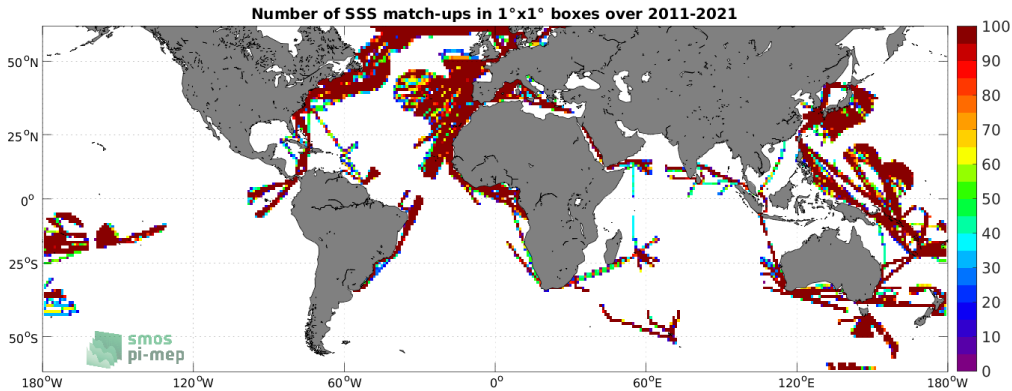 Number of SSS match-ups in 1°x1° boxes over 2011-2021
50°N
25°N
0°
25°S
50°S
180°W
120°W
60°W
0°
60°E
120°E
180°W
100
90
80
70
60
50
40
30
20
10
0
smos
pi-mep